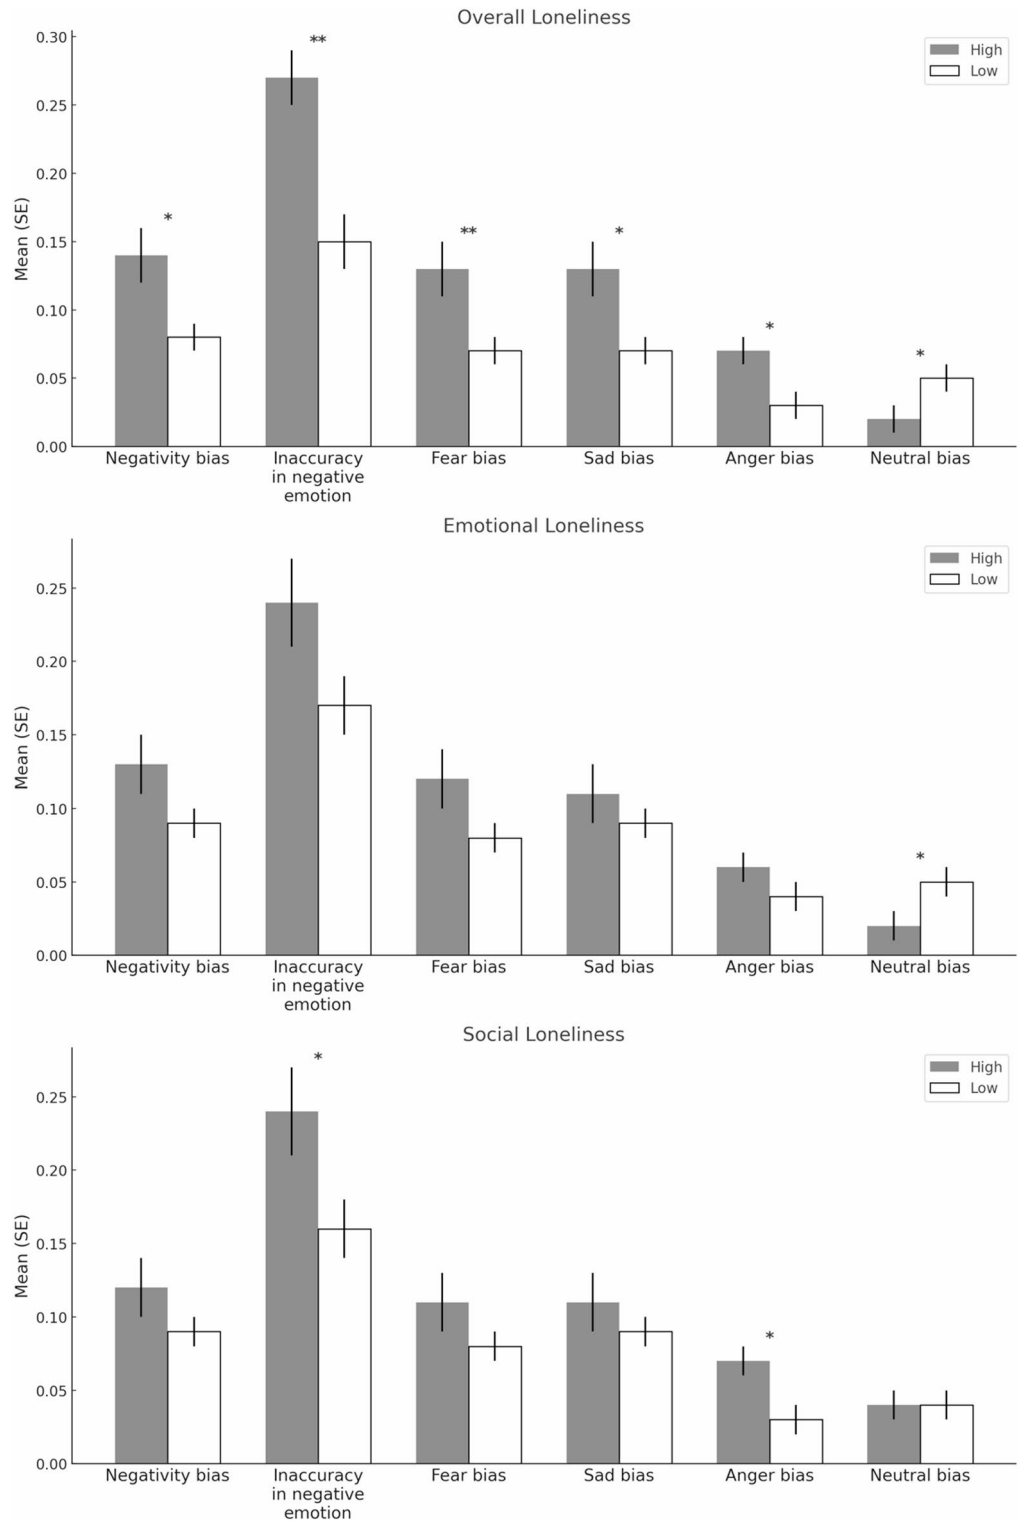 Overall Loneliness
High
Low
Mean (SE)
0.30
0.25
0.20
0.15
0.10
0.05
0.00
**
*
**
*
*
*
Negativity bias
Inaccuracy
in negative
emotion
Fear bias
Sad bias
Anger bias
Neutral bias
Emotional Loneliness
High
Low
Mean (SE)
0.25
0.20
0.15
0.10
0.05
0.00
*
Negativity bias
Inaccuracy
in negative
emotion
Fear bias
Sad bias
Anger bias
Neutral bias
Social Loneliness
High
Low
Mean (SE)
0.25
0.20
0.15
0.10
0.05
0.00
*
*
Negativity bias
Inaccuracy
in negative
emotion
Fear bias
Sad bias
Anger bias
Neutral bias